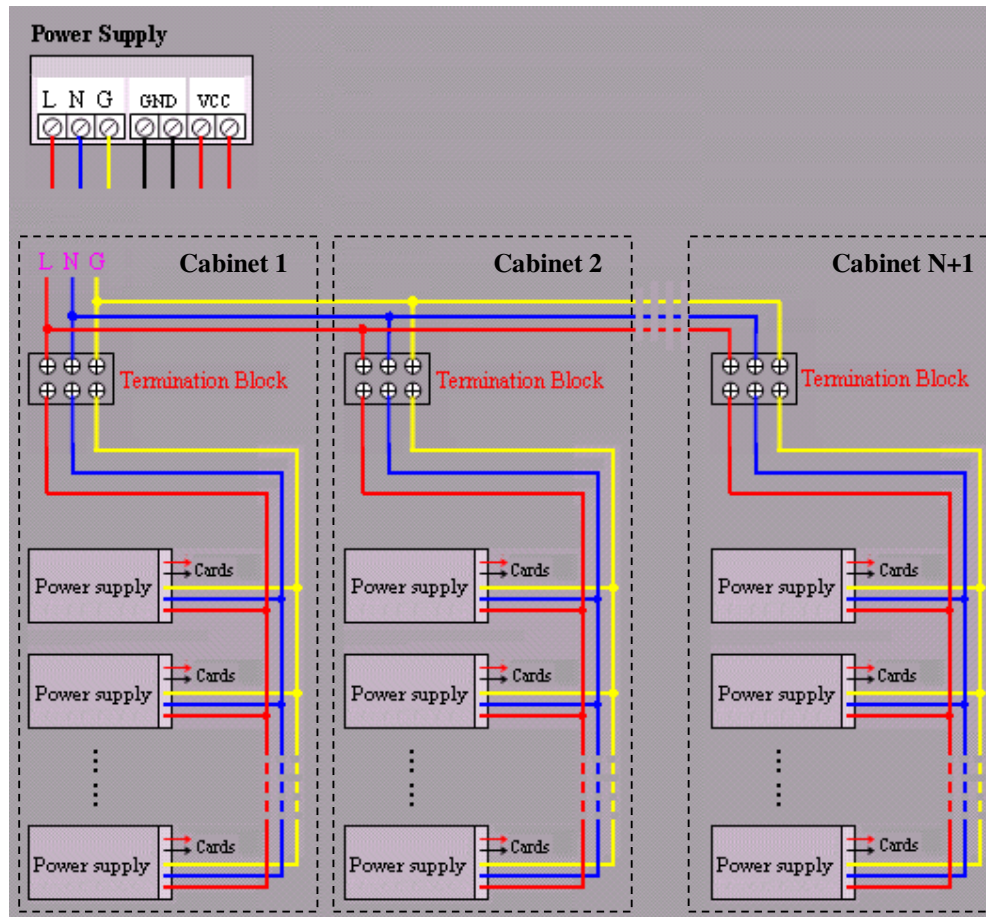 Power Supply
L N G GND VCC
Cabinet 1 Cabinet 2 Cabinet N+1
L N G
Termination Block Termination Block Termination Block
Power supply Cards Power supply Cards Power supply Cards
Power supply Cards Power supply Cards Power supply Cards
Power supply Cards Power supply Cards Power supply Cards